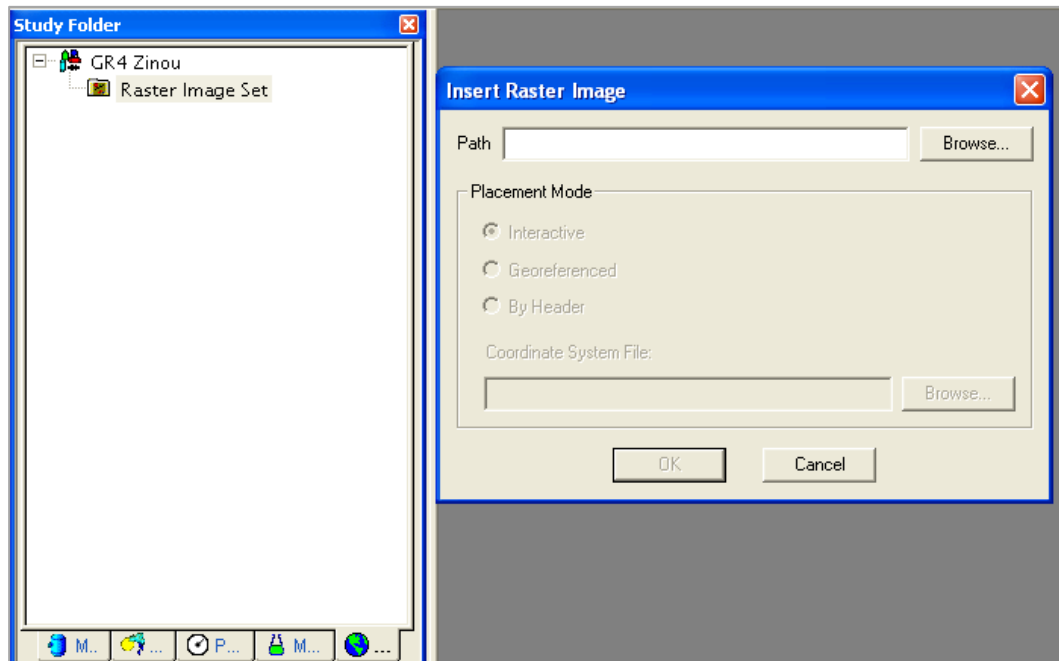 Study Folder
GR4 Zinou
Raster Image Set
M..
...
P...
M...
...
Insert Raster Image
Path
Browse...
Placement Mode
Interactive
Georeferenced
By Header
Coordinate System File:
Browse...
OK
Cancel